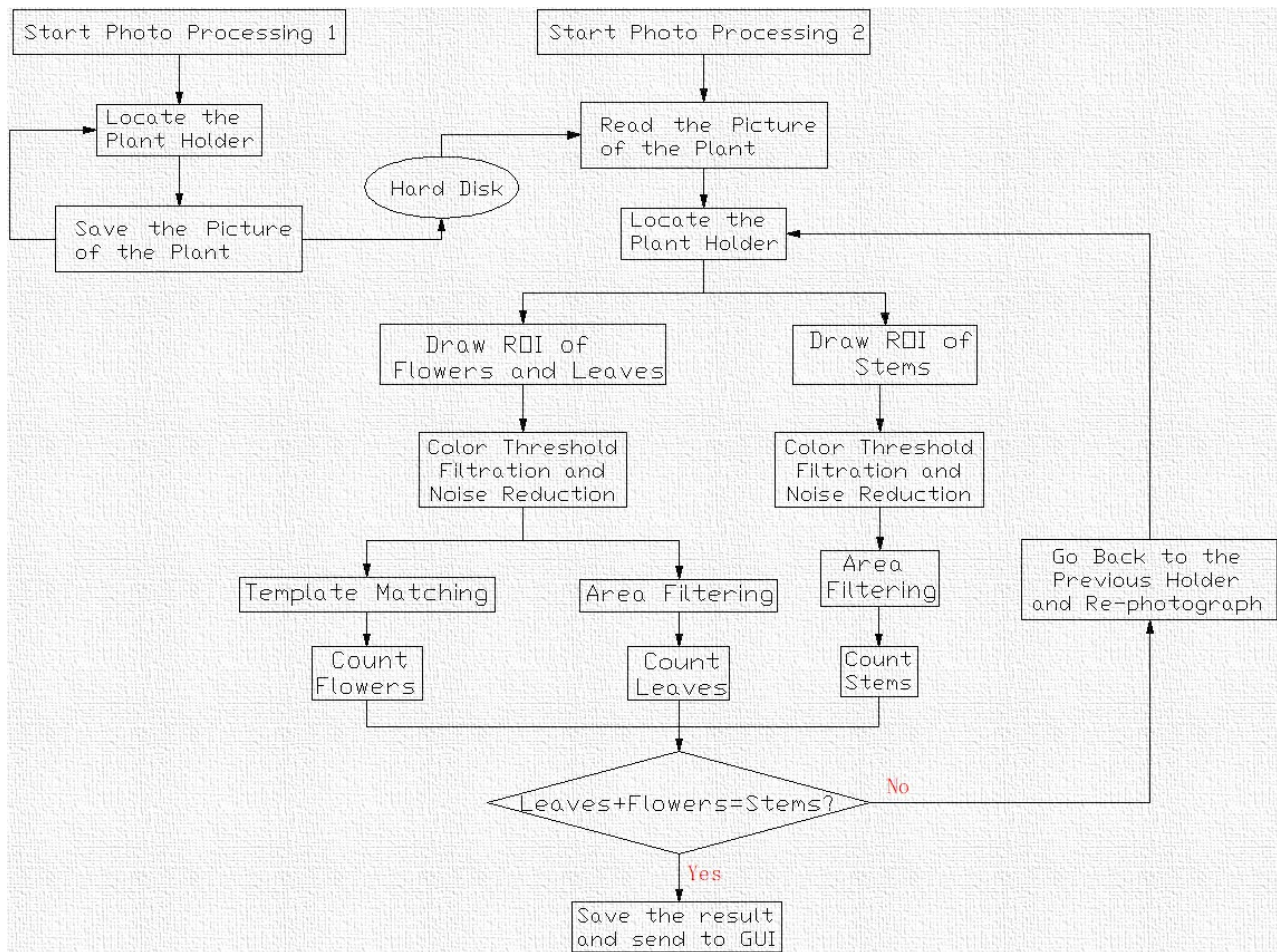 Start Photo Processing 1
Start Photo Processing 2
Locate the
Plant Holder
Read the Picture
of the Plant
Hard Disk
Save the Picture
of the Plant
Locate the
Plant Holder
Draw ROI of
Flowers and Leaves
Draw ROI of
Stems
Color Threshold
Filtration and
Noise Reduction
Color Threshold
Filtration and
Noise Reduction
Go Back to the
Previous Holder
and Re-photograph
Template Matching
Area Filtering
Area
Filtering
Count
Flowers
Count
Leaves
Count
Stems
Leaves+Flowers=Stems?
No
Yes
Save the result
and send to GUI